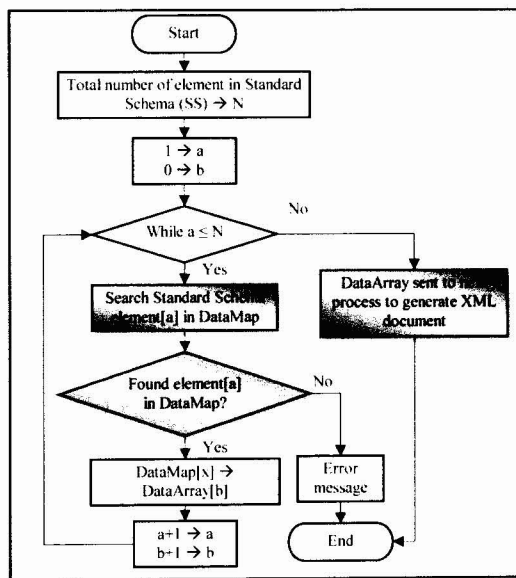 Start
Total number of element in Standard
Schema (SS) → N
1 → a
0 → b
No
While a ≤ N
Yes
Search Standard Schema
element[a] in DataMap
DataArray sent to
process to generate XML
document
Found element[a]
in DataMap?
No
Yes
DataMap[x] →
DataArray[b]
Error
message
a+1 → a
b+1 → b
End